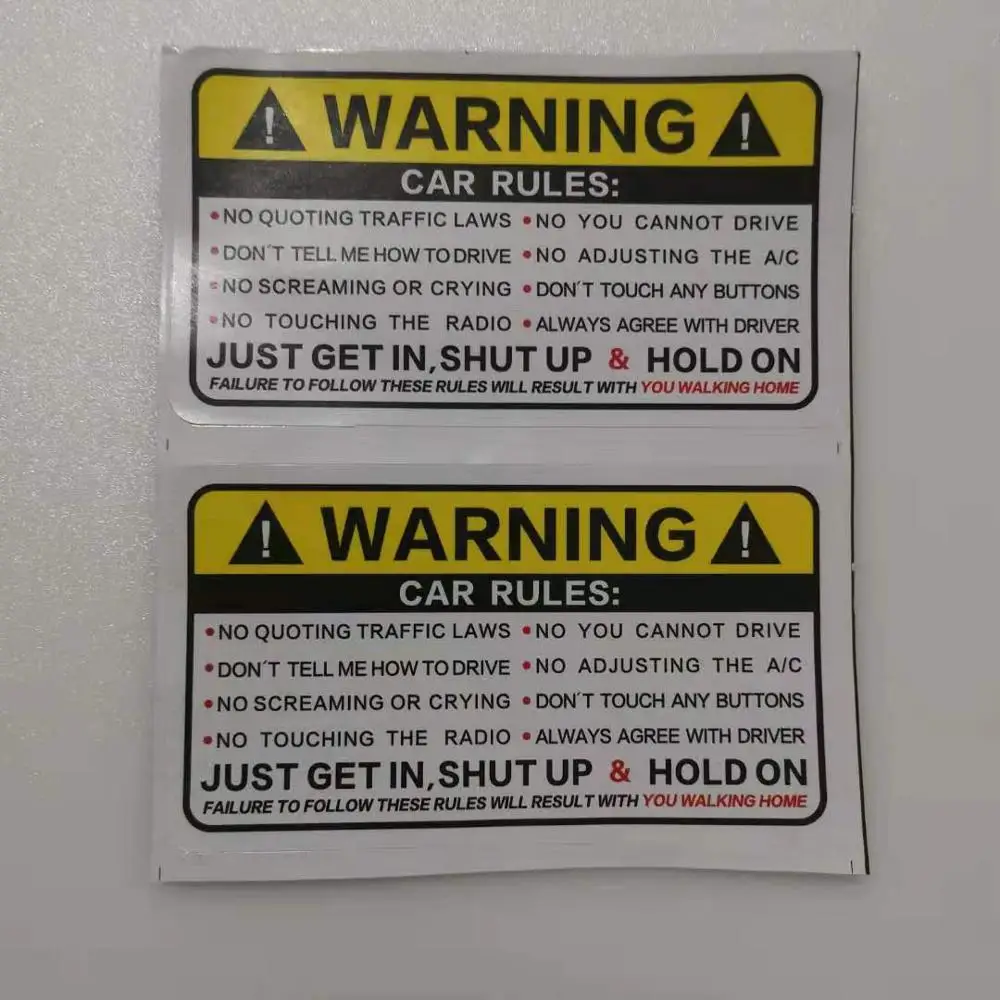 ! WARNING !
CAR RULES:
•NO QUOTING TRAFFIC LAWS •NO YOU CANNOT DRIVE
•DON´T TELL ME HOW TO DRIVE •NO ADJUSTING THE A/C
•NO SCREAMING OR CRYING •DON´T TOUCH ANY BUTTONS
•NO TOUCHING THE RADIO •ALWAYS AGREE WITH DRIVER
JUST GET IN,SHUT UP & HOLD ON
FAILURE TO FOLLOW THESE RULES WILL RESULT WITH YOU WALKING HOME
! WARNING !
CAR RULES:
•NO QUOTING TRAFFIC LAWS •NO YOU CANNOT DRIVE
•DON´T TELL ME HOW TO DRIVE •NO ADJUSTING THE A/C
•NO SCREAMING OR CRYING •DON´T TOUCH ANY BUTTONS
•NO TOUCHING THE RADIO •ALWAYS AGREE WITH DRIVER
JUST GET IN,SHUT UP & HOLD ON
FAILURE TO FOLLOW THESE RULES WILL RESULT WITH YOU WALKING HOME